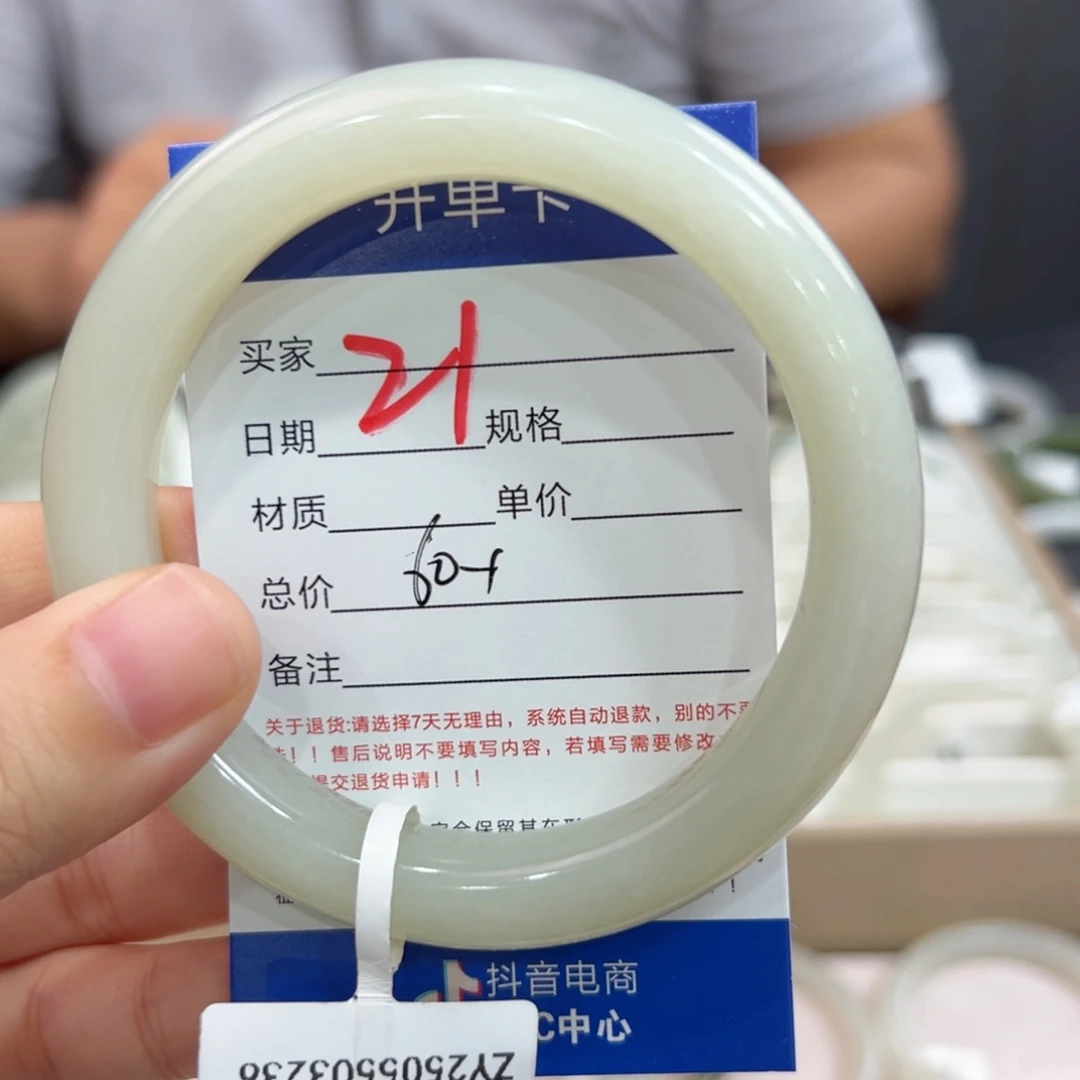 开单卡
买家 21
日期 规格
材质 单价
总价
备注
关于退货:请选择7天无理由，系统自动退款，别的不要
！！售后说明不要填写内容，若填写需要修改
提交退货申请！！！
抖音电商
C中心
ZY2505503238